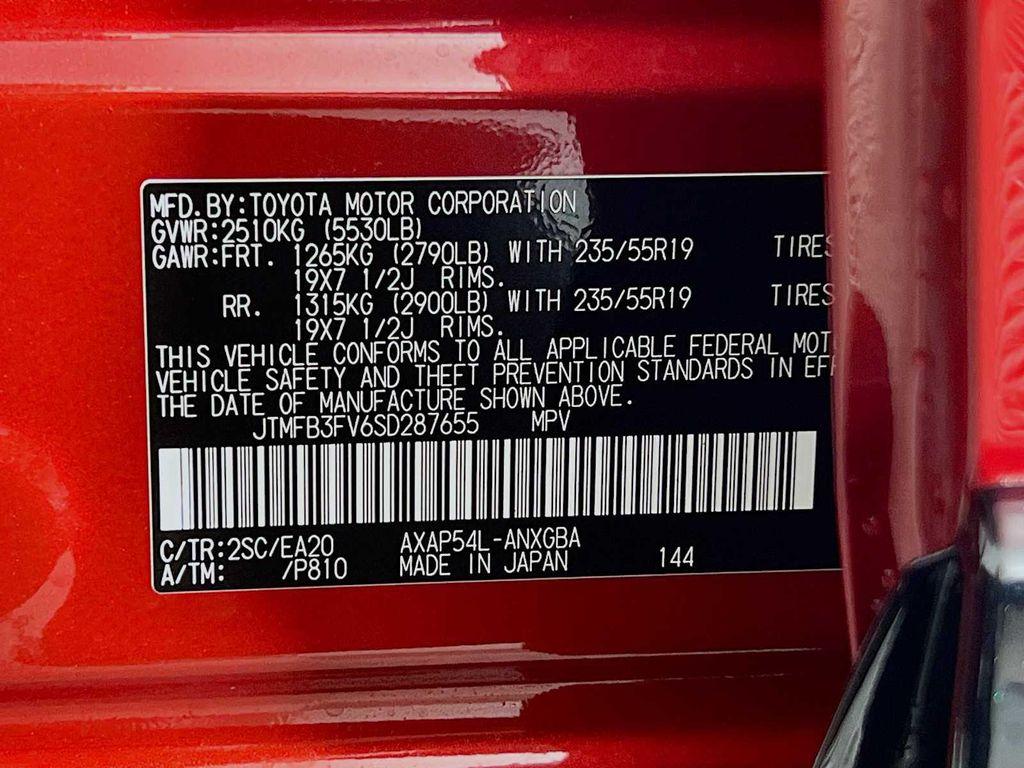 MFD.BY:TOYOTA MOTOR CORPORATION
GVWR:2510KG (5530LB)
GAWR:FRT. 1265KG (2790LB) WITH 235/55R19 TIRES
19X7 1/2J RIMS.
RR. 1315KG (2900LB) WITH 235/55R19 TIRES
19X7 1/2J RIMS.
THIS VEHICLE CONFORMS TO ALL APPLICABLE FEDERAL MOT
VEHICLE SAFETY AND THEFT PREVENTION STANDARDS IN EFF
THE DATE OF MANUFACTURE SHOWN ABOVE.
JTMFB3FV6SD287655 MPV
C/TR:2SC/EA20 AXAP54L-ANXGBA
A/TM: /P810 MADE IN JAPAN 144